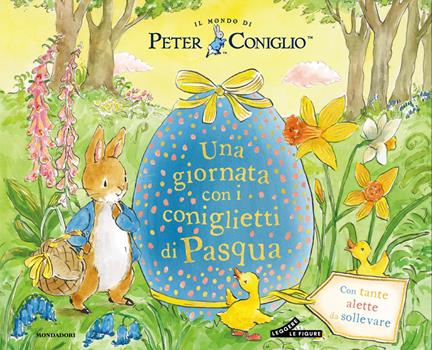 IL MONDO DI
PETER CONIGLIO™
Una
giornata
con i
coniglietti
di Pasqua
Con tante
alette
da sollevare
MONDADORI
LEGGERE
LE FIGURE